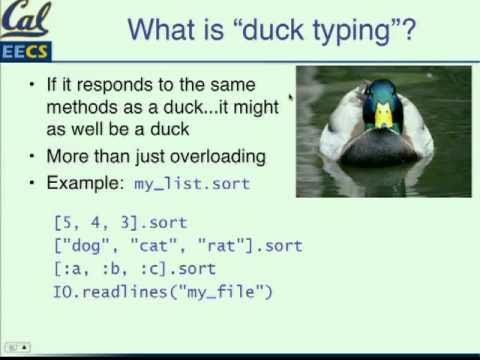 Cal
EECS
What is “duck typing”?
• If it responds to the same
methods as a duck...it might
as well be a duck
• More than just overloading
• Example: my_list.sort
[5, 4, 3].sort
["dog", "cat", "rat"].sort
[:a, :b, :c].sort
IO.readlines("my_file")